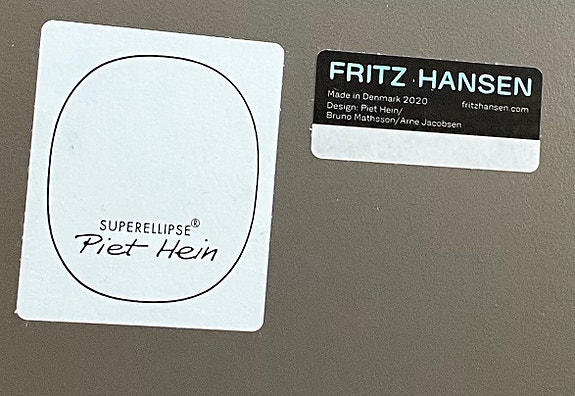 SUPERELLIPSE®
Piet Hein
FRITZ HANSEN
Made in Denmark 2020 fritzhansen.com
Design: Piet Hein/
Bruno Mathsson/Arne Jacobsen